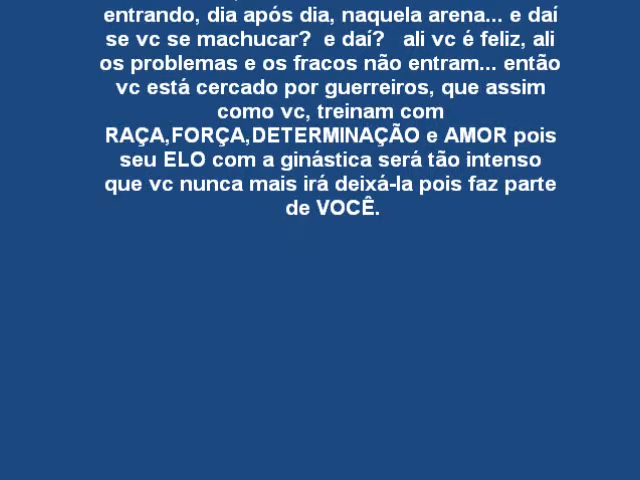 entrando, dia após dia, naquela arena... e daí
se vc se machucar?  e daí?   ali vc é feliz, ali
os problemas e os fracos não entram... então
vc está cercado por guerreiros, que assim
como vc, treinam com
RAÇA,FORÇA,DETERMINAÇÃO e AMOR pois
seu ELO com a ginástica será tão intenso
que vc nunca mais irá deixá-la pois faz parte
de VOCÊ.